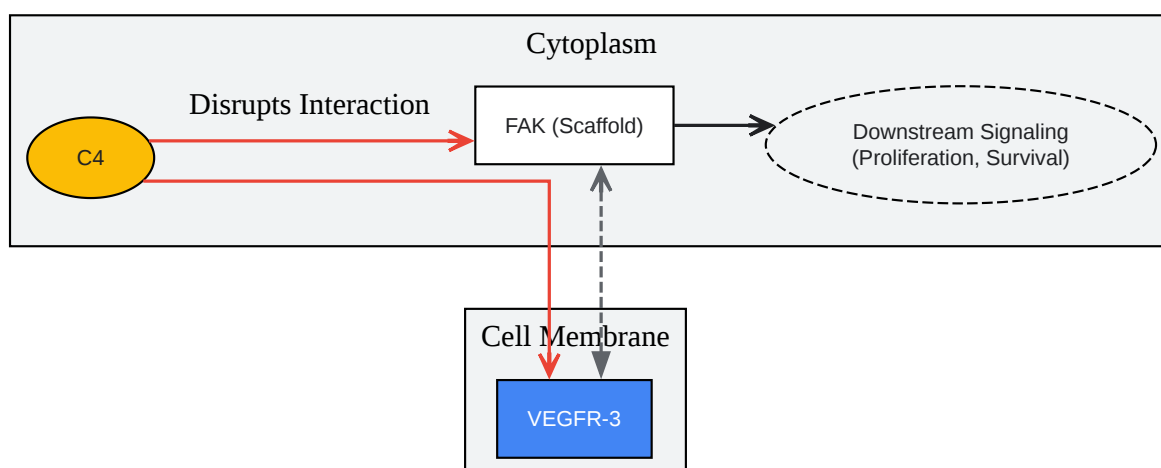 Cytoplasm
Disrupts Interaction
FAK (Scaffold)
C4
Downstream Signaling
(Proliferation, Survival)
Cell Membrane
VEGFR-3